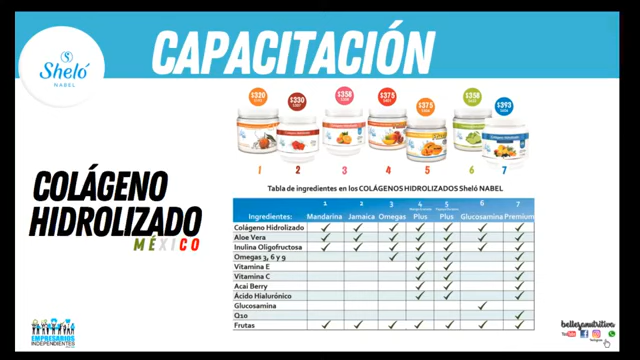 CAPACITACIÓN
Sheló
NABEL
$320
$330
$358
$375
$375
$358
$393
1 2 3 4 5 6 7
COLÁGENO
HIDROLIZADO
MÉXICO
Tabla de ingredientes en los COLÁGENOS HIDROLIZADOS Sheló NABEL
1 2 3 4 5 6 7
Ingredientes: Mandarina Jamaica Omegas Plus Plus Glucosamina Premium
Colágeno Hidrolizado ✓ ✓ ✓ ✓ ✓ ✓ ✓
Aloe Vera ✓ ✓ ✓ ✓ ✓ ✓ ✓
Inulina Oligofructosa ✓ ✓ ✓ ✓ ✓ ✓ ✓
Omegas 3, 6 y 9 ✓ ✓ ✓ ✓
Vitamina E ✓ ✓ ✓
Vitamina C ✓ ✓ ✓
Acai Berry ✓ ✓ ✓
Ácido Hialurónico ✓ ✓ ✓
Glucosamina ✓
Q10 ✓
Frutas ✓ ✓ ✓ ✓ ✓ ✓ ✓
EMPRESARIOS
INDEPENDIENTES
bellezanutritiva